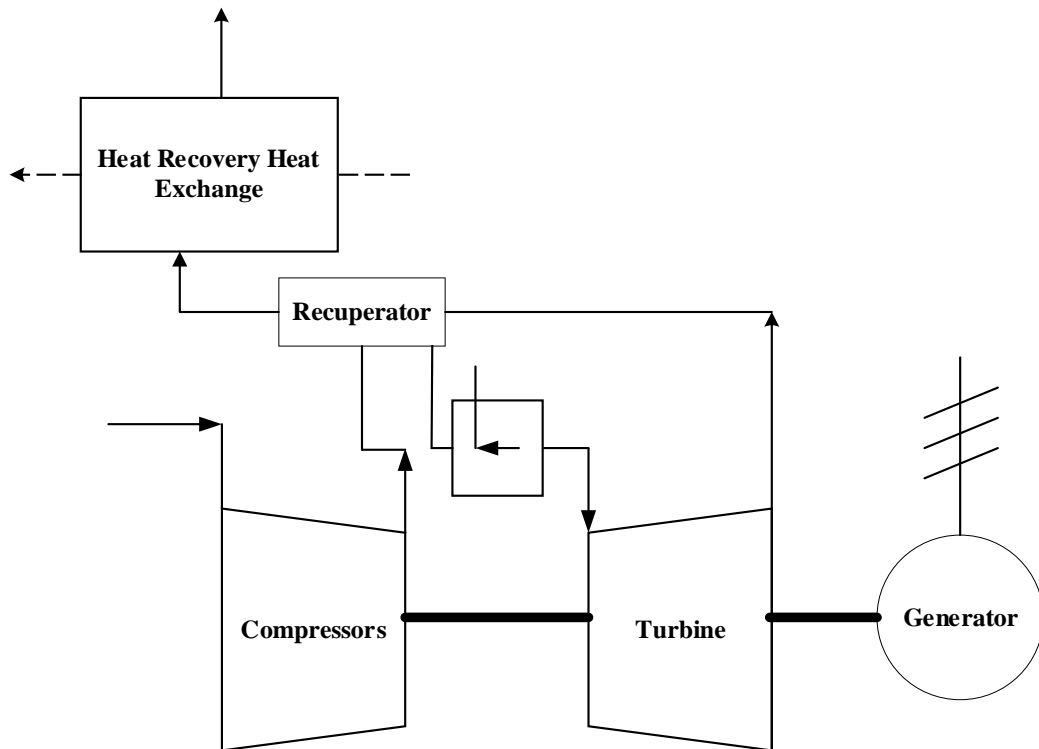 Heat Recovery Heat
Exchange
Recuperator
Compressors
Turbine
Generator